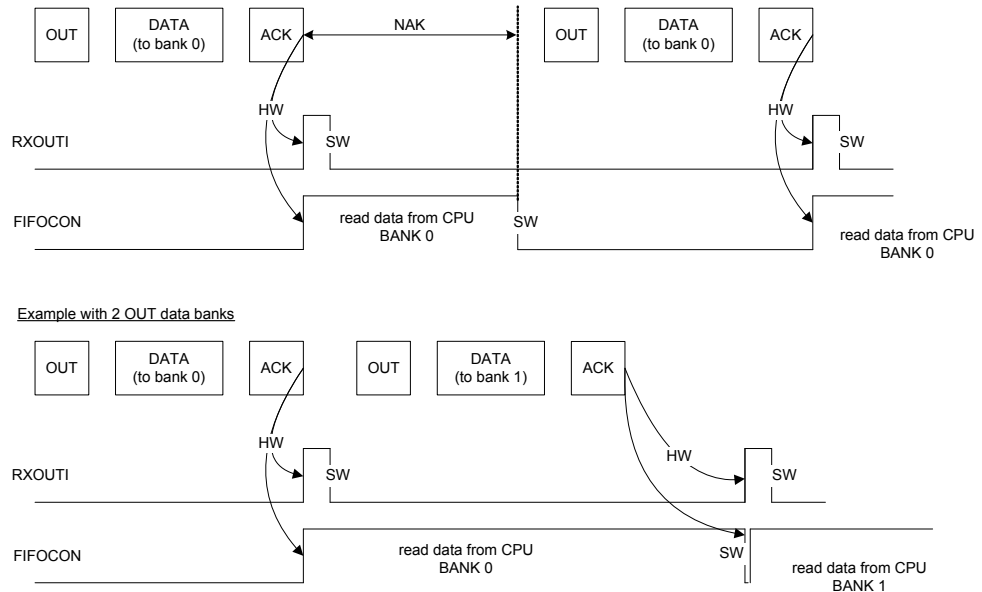 OUT
DATA
(to bank 0)
ACK
NAK
OUT
DATA
(to bank 0)
ACK
HW
HW
RXOUTI
SW
SW
FIFOCON
read data from CPU
BANK 0
SW
read data from CPU
BANK 0
Example with 2 OUT data banks
OUT
DATA
(to bank 0)
ACK
OUT
DATA
(to bank 1)
ACK
HW
HW
RXOUTI
SW
SW
FIFOCON
read data from CPU
BANK 0
SW
read data from CPU
BANK 1